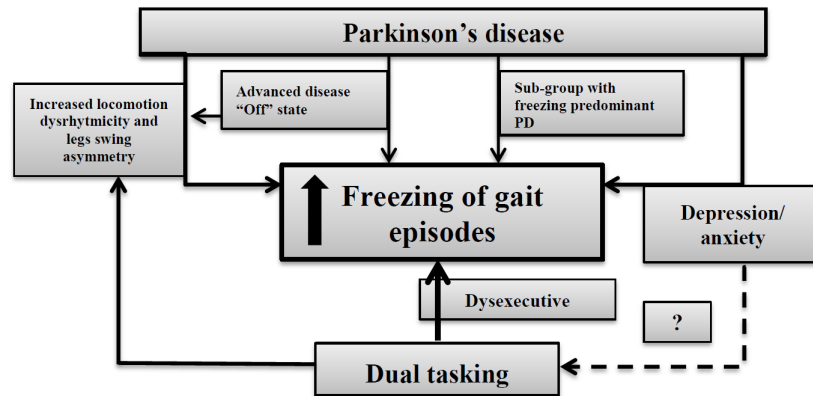 Parkinson’s disease
Increased locomotion
dysrhytmicity and
legs swing
asymmetry
Advanced disease
“Off” state
Sub-group with
freezing predominant
PD
Freezing of gait
episodes
Depression/
anxiety
Dysexecutive
?
Dual tasking